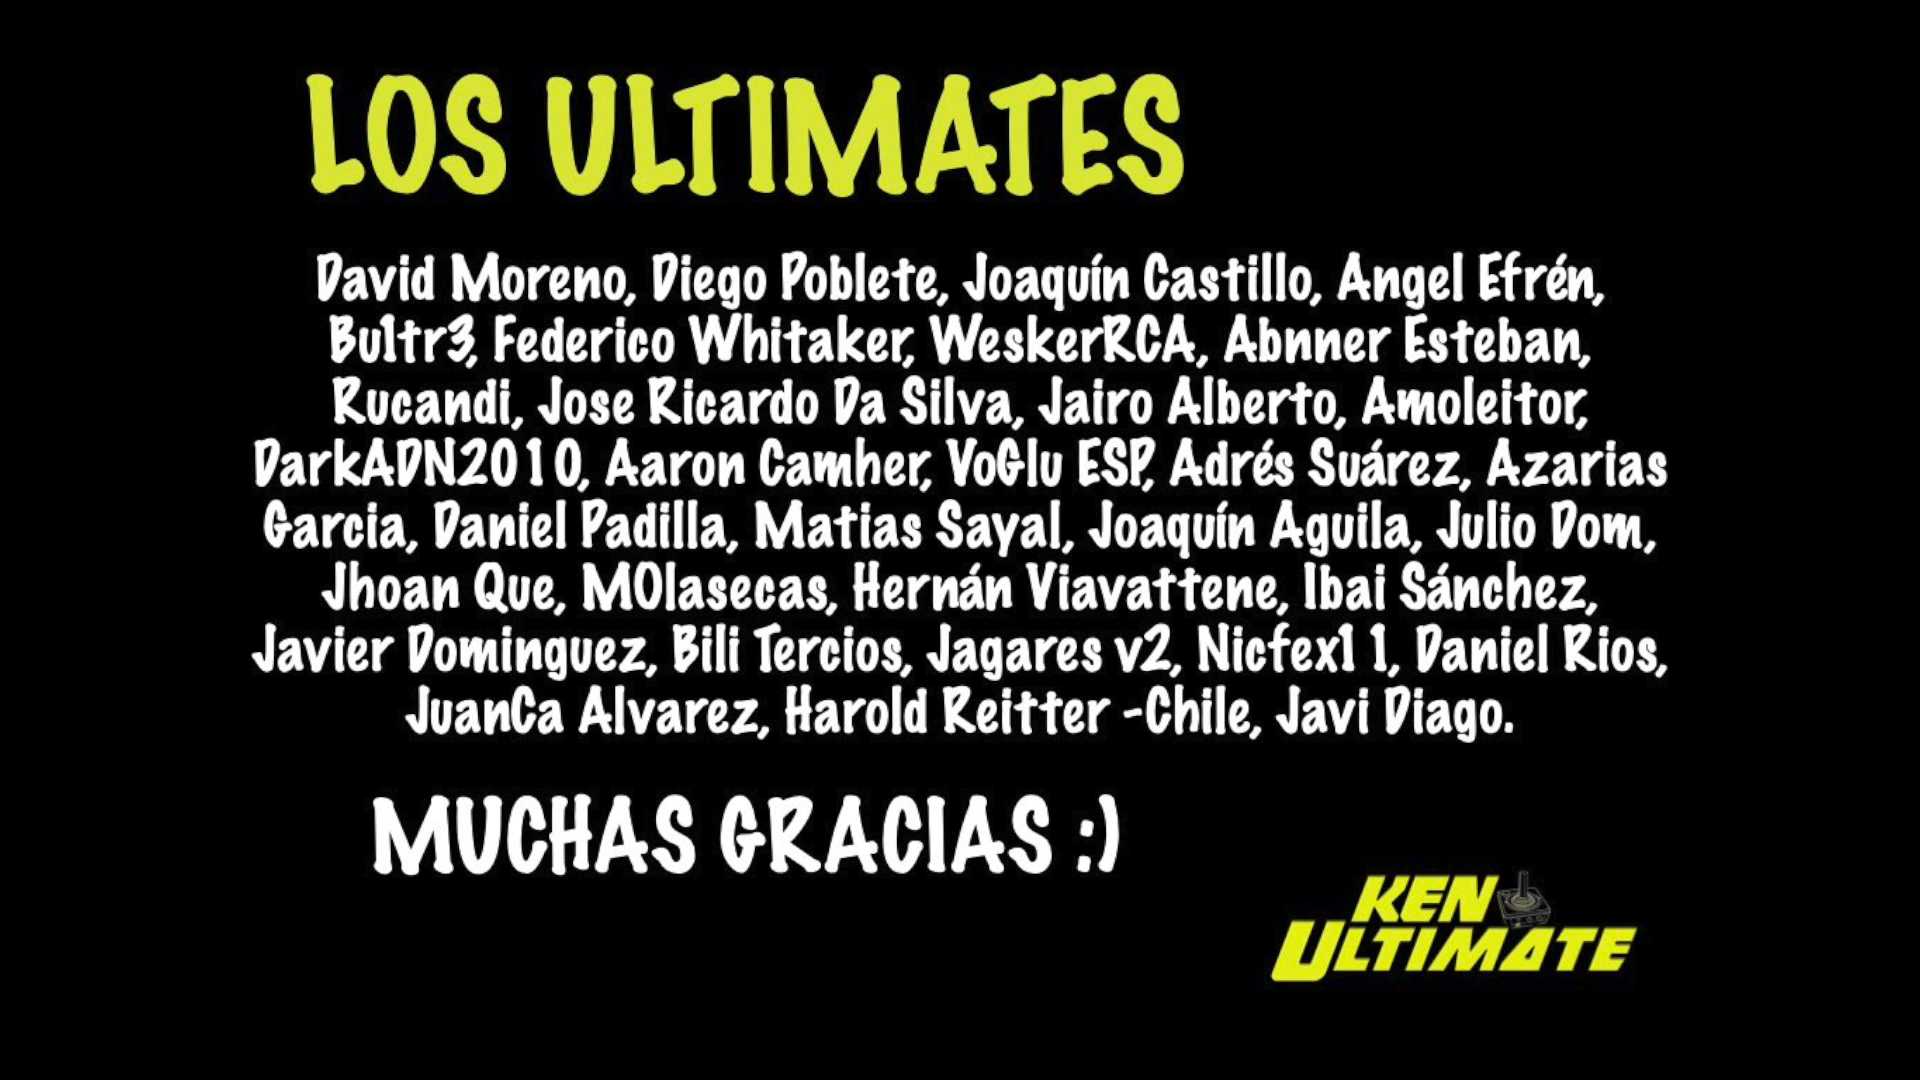 LOS ULTIMATES
David Moreno, Diego Poblete, Joaquín Castillo, Angel Efrén,
Bu1tr3, Federico Whitaker, WeskerRCA, Abnner Esteban,
Rucandi, Jose Ricardo Da Silva, Jairo Alberto, Amoleitor,
DarkADN2010, Aaron Camher, VoGlu ESP, Adrés Suárez, Azarias
Garcia, Daniel Padilla, Matias Sayal, Joaquín Aguila, Julio Dom,
Jhoan Que, M0lasecas, Hernán Viavattene, Ibai Sánchez,
Javier Dominguez, Bili Tercios, Jagares v2, Nicfex11, Daniel Rios,
JuanCa Alvarez, Harold Reitter -Chile, Javi Diago.
MUCHAS GRACIAS :)
KEN
ULTIMATE